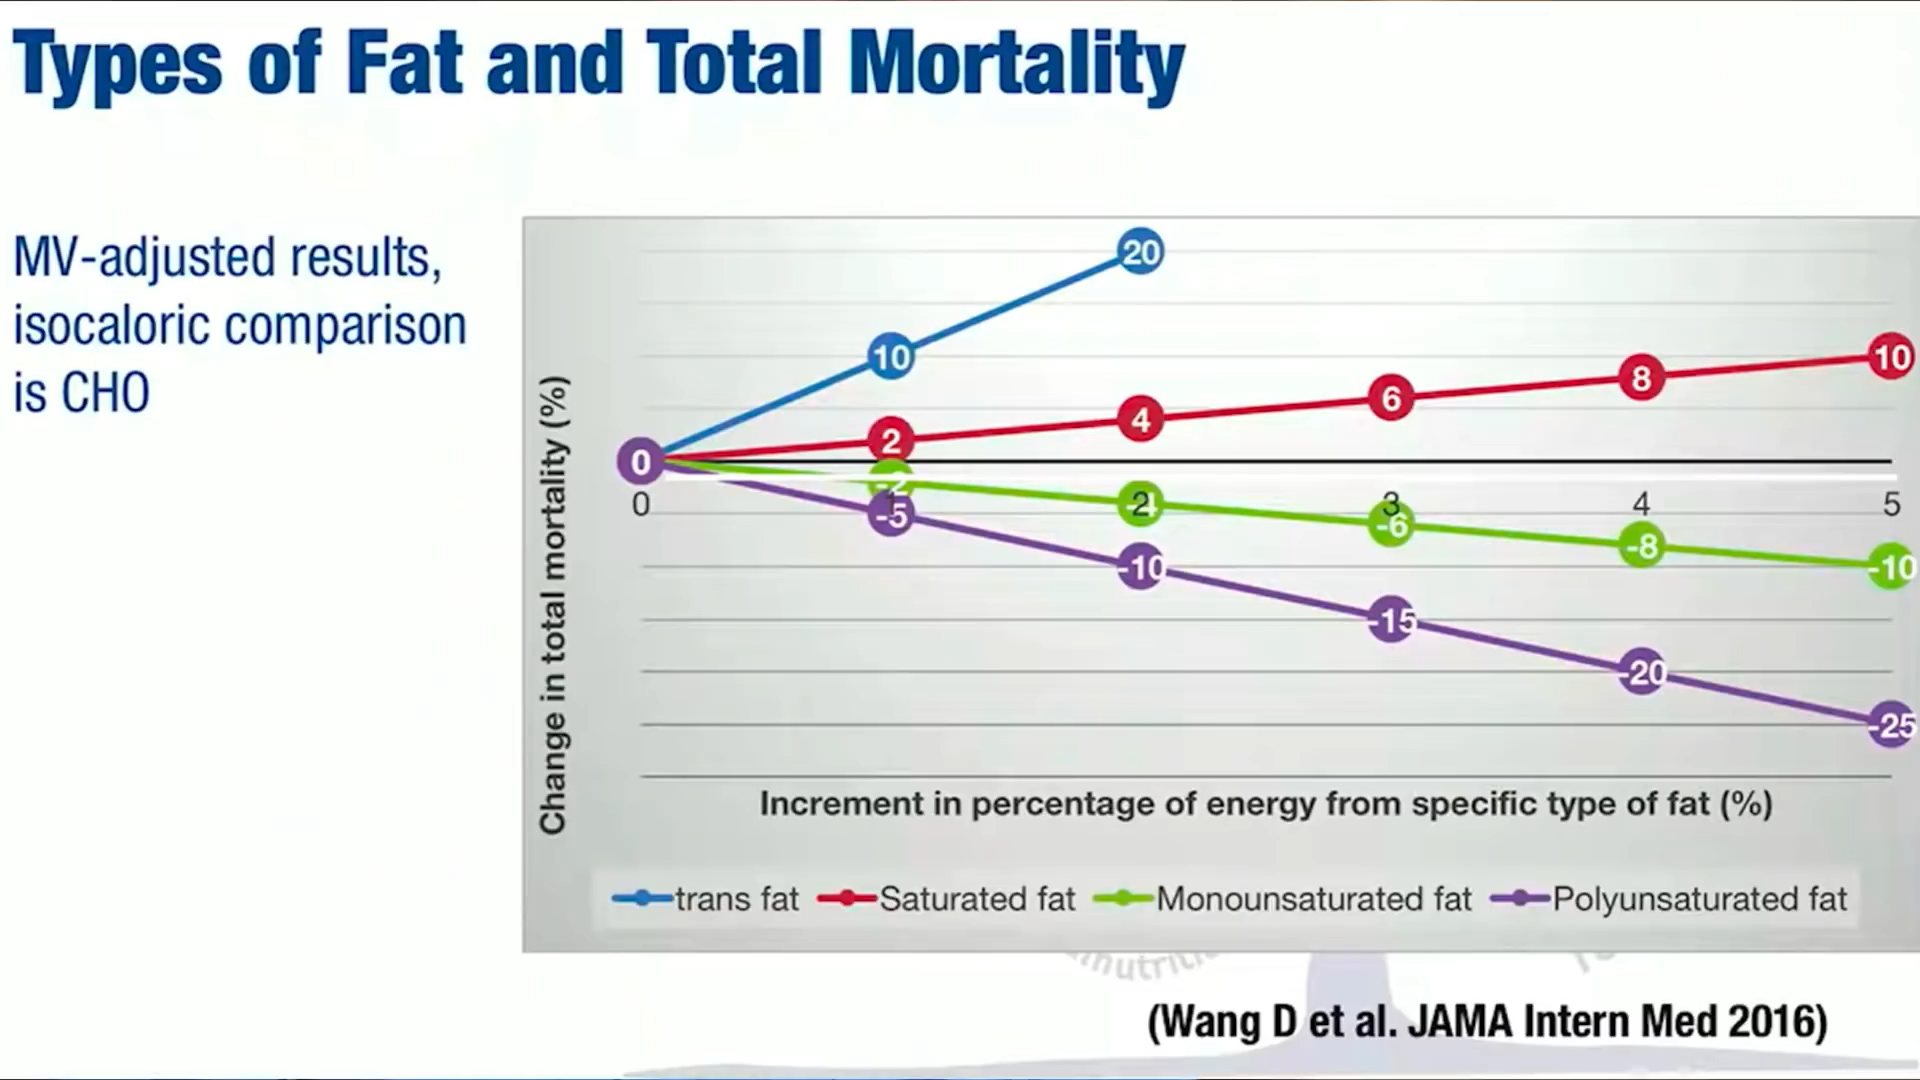 Types of Fat and Total Mortality
MV-adjusted results,
isocaloric comparison
is CHO
Change in total mortality (%)
20
10
10
8
6
4
2
0
0
-2
-5
2
-4
-10
3
-6
-15
4
-8
-20
5
-10
-25
Increment in percentage of energy from specific type of fat (%)
trans fat Saturated fat Monounsaturated fat Polyunsaturated fat
(Wang D et al. JAMA Intern Med 2016)